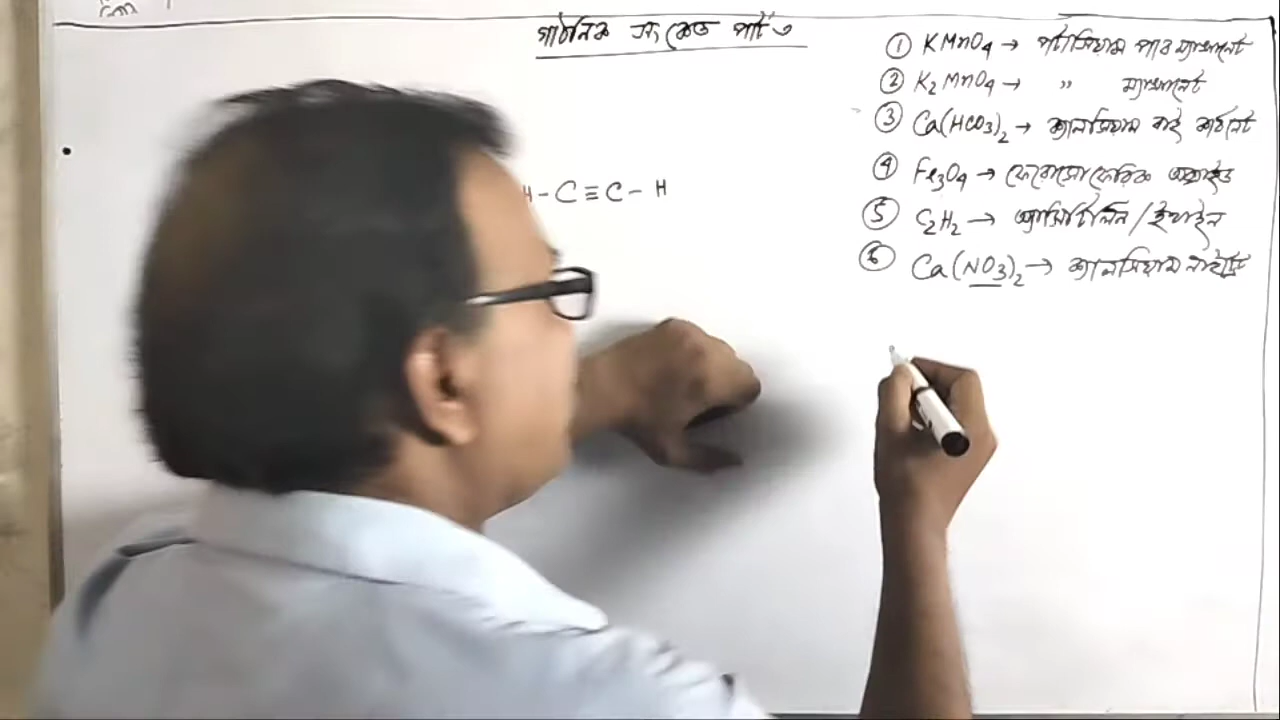 গাঠনিক সংকেত পার্ট ৩
① KMnO4 → পটাসিয়াম পার ম্যাঙ্গানেট
② K2MnO4 → " ম্যাঙ্গানেট
③ Ca(HCO3)2 → ক্যালসিয়াম বাই কার্বনেট
④ Fe3O4 → ফেরোসোফেরিক অক্সাইড
H-C≡C-H
⑤ C2H2 → অ্যাসিটিলিন/ইথাইন
⑥ Ca(NO3)2 → ক্যালসিয়াম নাইট্রেট